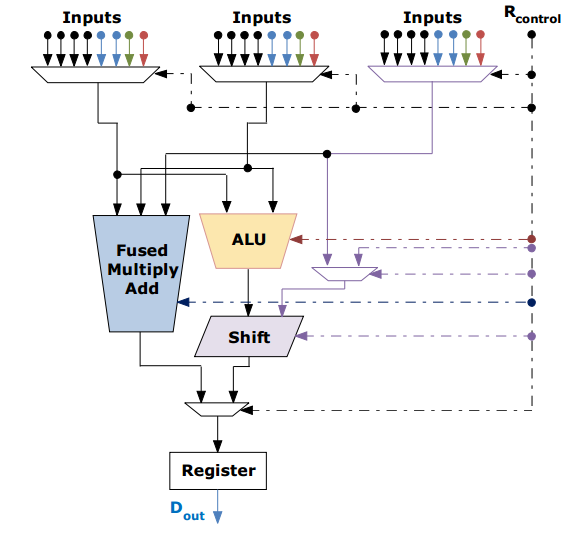 Inputs
Inputs
Inputs
Rcontrol
Fused
Multiply
Add
ALU
Shift
Register
Dout